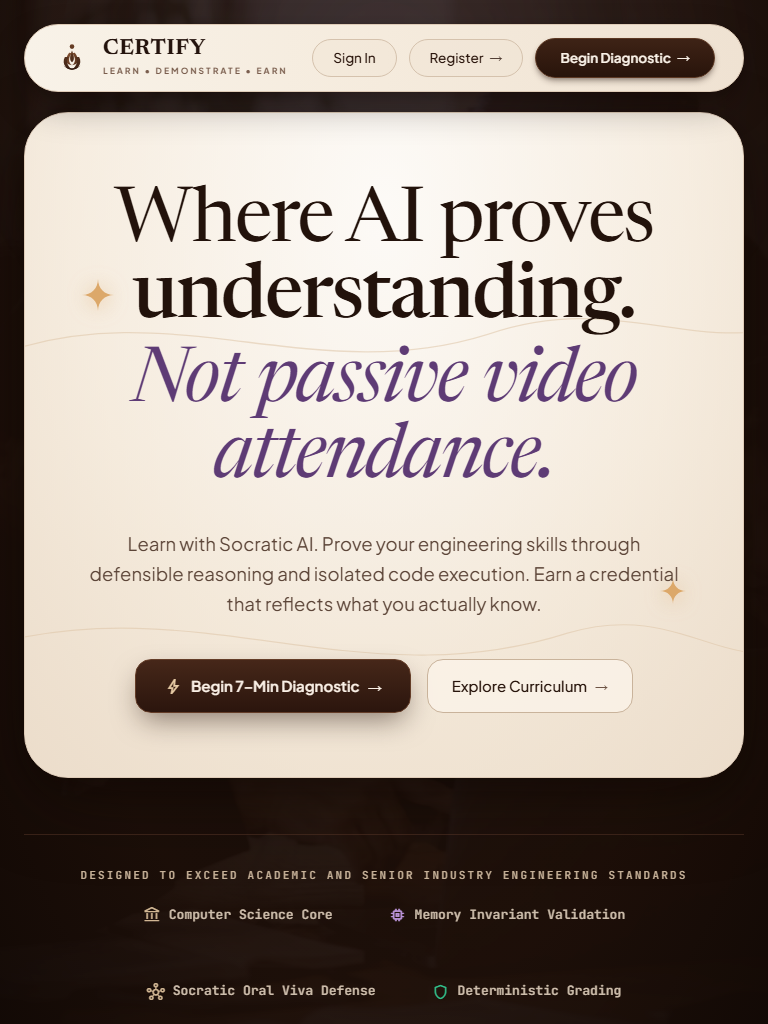 CERTIFY
LEARN • DEMONSTRATE • EARN
Sign In
Register →
Begin Diagnostic →
Where AI proves
understanding.
Not passive video
attendance.
Learn with Socratic AI. Prove your engineering skills through
defensible reasoning and isolated code execution. Earn a credential
that reflects what you actually know.
Begin 7-Min Diagnostic →
Explore Curriculum →
DESIGNED TO EXCEED ACADEMIC AND SENIOR INDUSTRY ENGINEERING STANDARDS
Computer Science Core
Memory Invariant Validation
Socratic Oral Viva Defense
Deterministic Grading